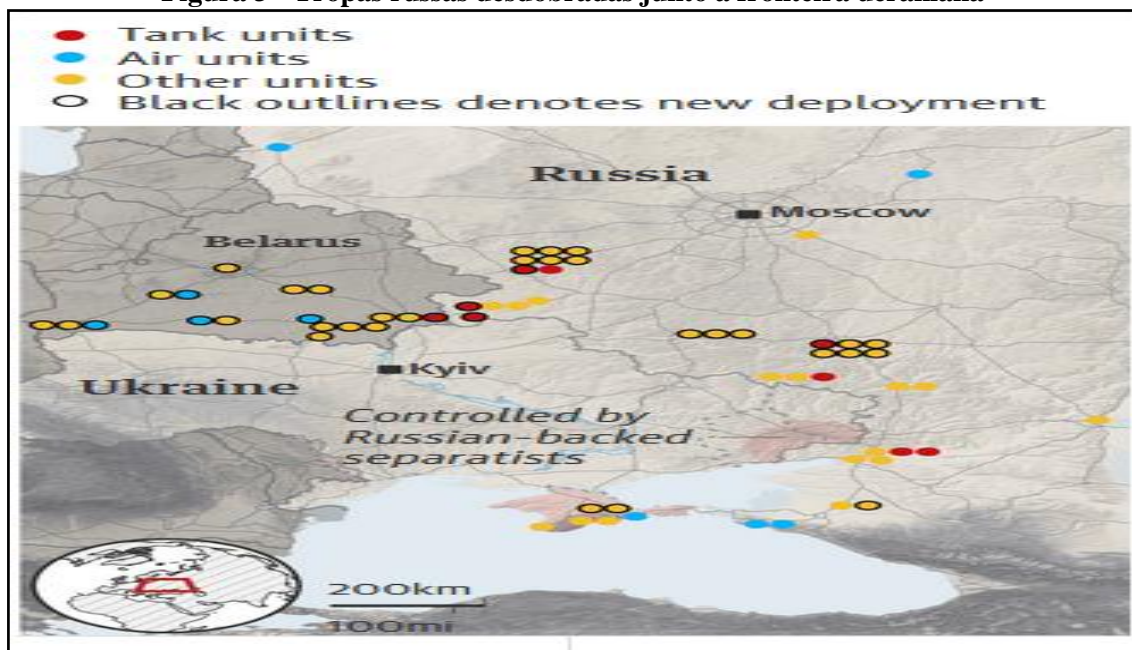 Tropas russas desdobradas junto à fronteira
Tank units
Air units
Other units
Black outlines denotes new deployment
Russia
Moscow
Belarus
Kyiv
Ukraine
Controlled by
Russian-backed
separatists
200km
100mi